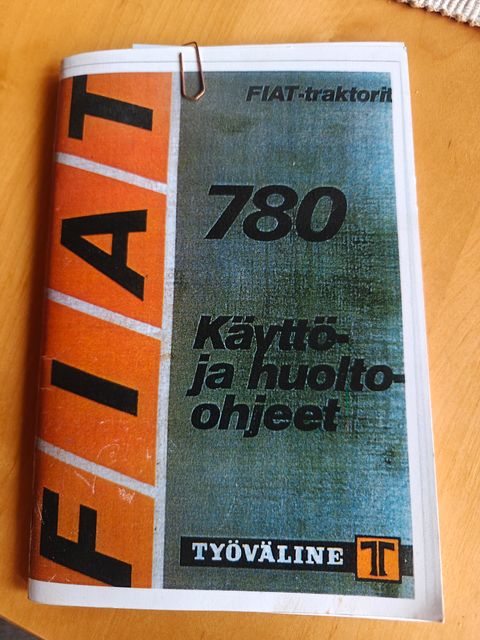 FIAT
FIAT-traktorit
780
Käyttö-
ja huolto-
ohjeet
TYÖVÄLINE T